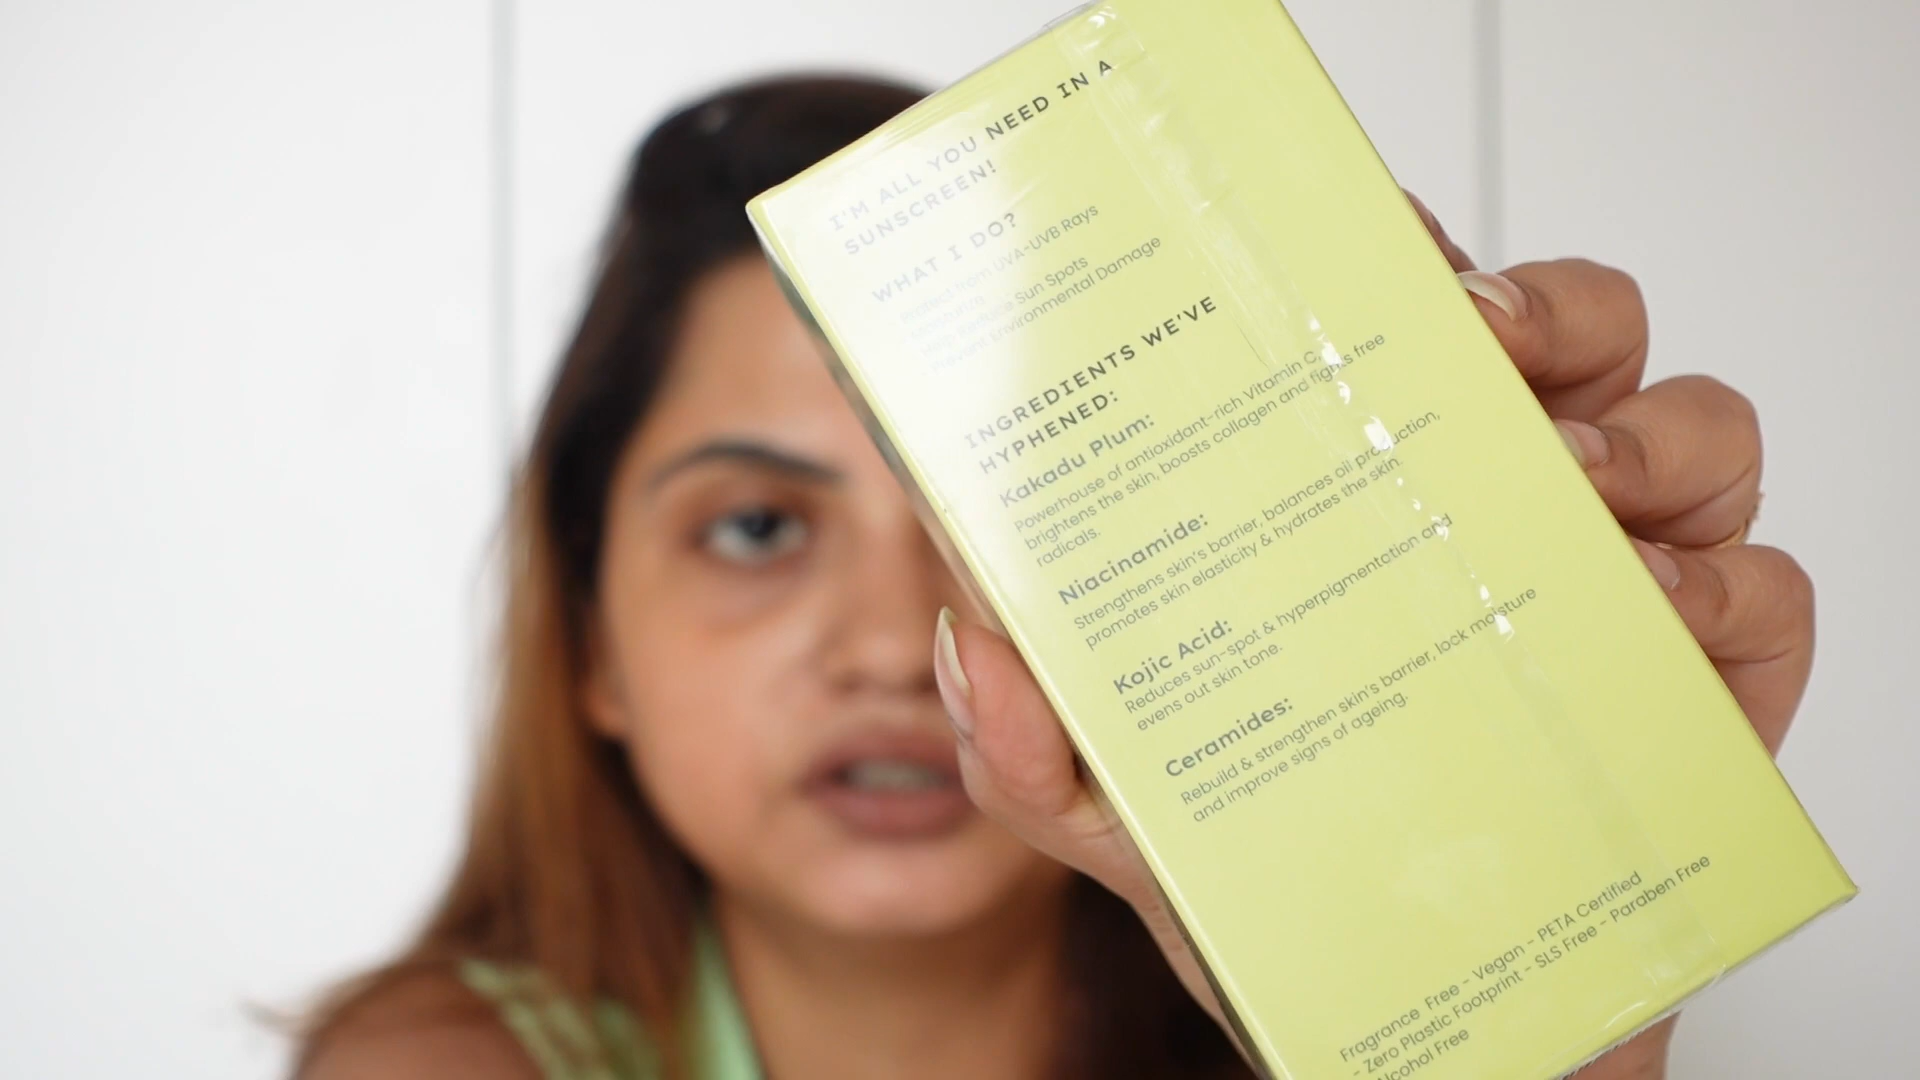 I'M ALL YOU NEED IN A
SUNSCREEN!
WHAT I DO?
Protect from UVA-UVB Rays
Moisturize
Help Reduce Sun Spots
Prevent Environmental Damage
INGREDIENTS WE'VE
HYPHENED:
Kakadu Plum:
Powerhouse of antioxidant-rich Vitamin C,
brightens the skin, boosts collagen and fights free
radicals.
Niacinamide:
Strengthens skin's barrier, balances oil production,
promotes skin elasticity & hydrates the skin.
Kojic Acid:
Reduces sun-spot & hyperpigmentation and
evens out skin tone.
Ceramides:
Rebuild & strengthen skin's barrier, lock moisture
and improve signs of ageing.
Fragrance Free - Vegan - PETA Certified
- Zero Plastic Footprint - SLS Free - Paraben Free
Alcohol Free